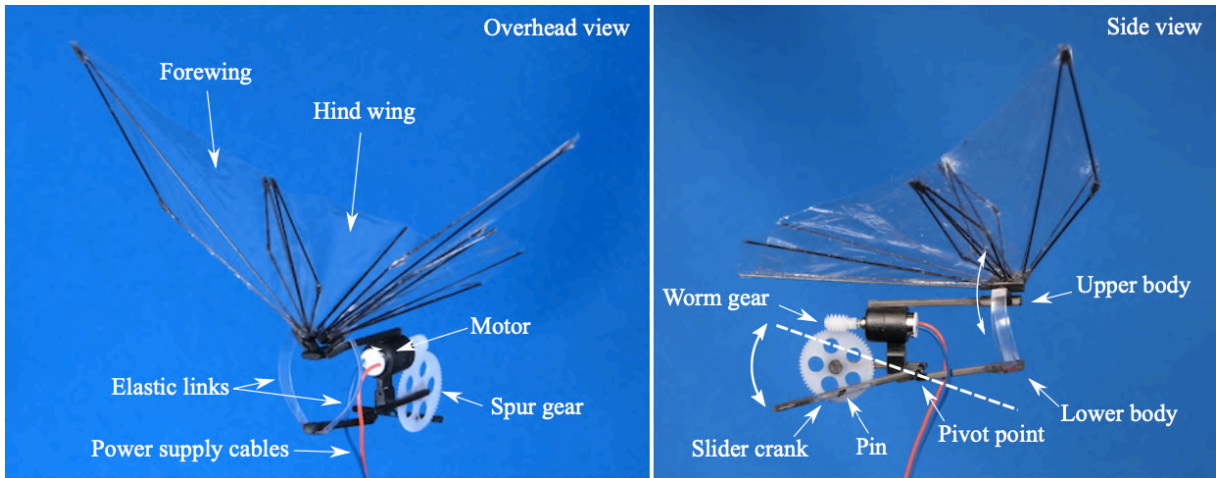 Overhead view
Forewing
Hind wing
Motor
Elastic links
Spur gear
Power supply cables
Side view
Worm gear
Upper body
Lower body
Slider crank
Pin
Pivot point